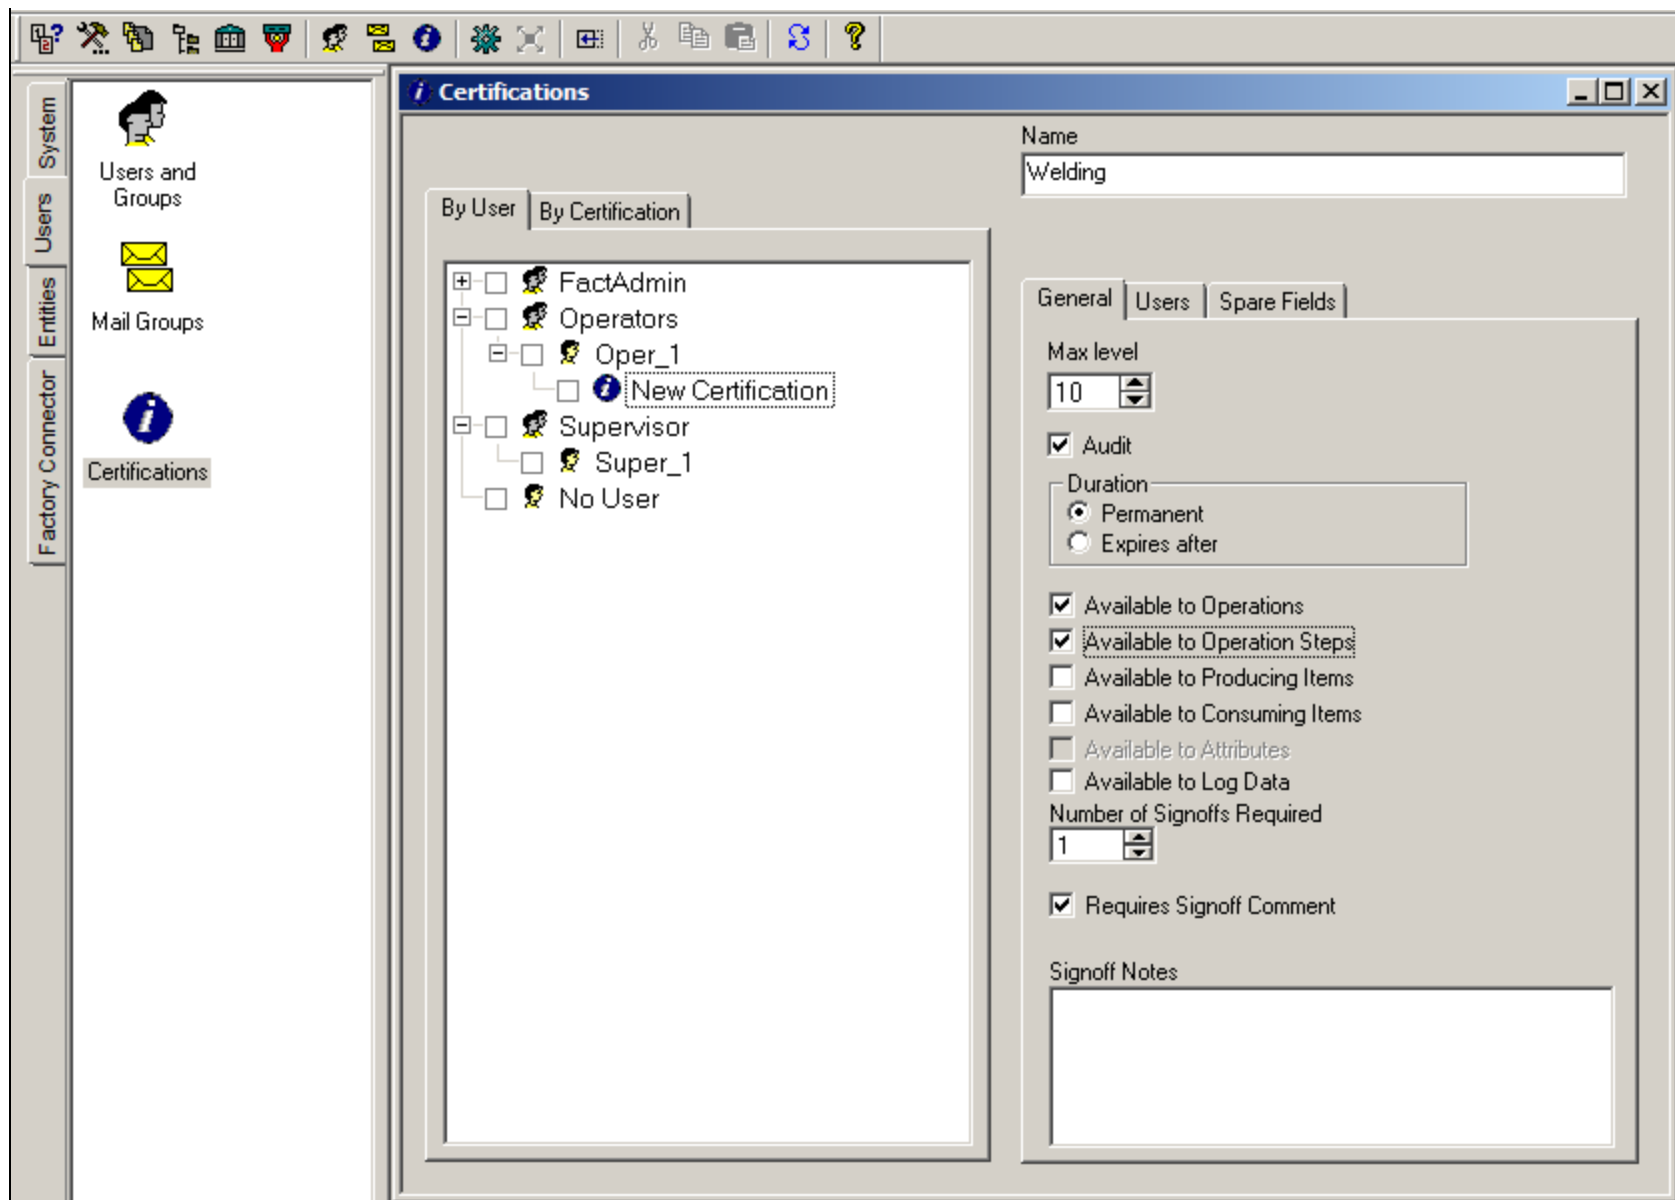 System
Users
Entities
Factory Connector
Users and
Groups
Mail Groups
Certifications
Certifications
Name
Welding
By User
By Certification
FactAdmin
Operators
Oper_1
New Certification
Supervisor
Super_1
No User
General
Users
Spare Fields
Max level
10
Audit
Duration
Permanent
Expires after
Available to Operations
Available to Operation Steps
Available to Producing Items
Available to Consuming Items
Available to Attributes
Available to Log Data
Number of Signoffs Required
1
Requires Signoff Comment
Signoff Notes